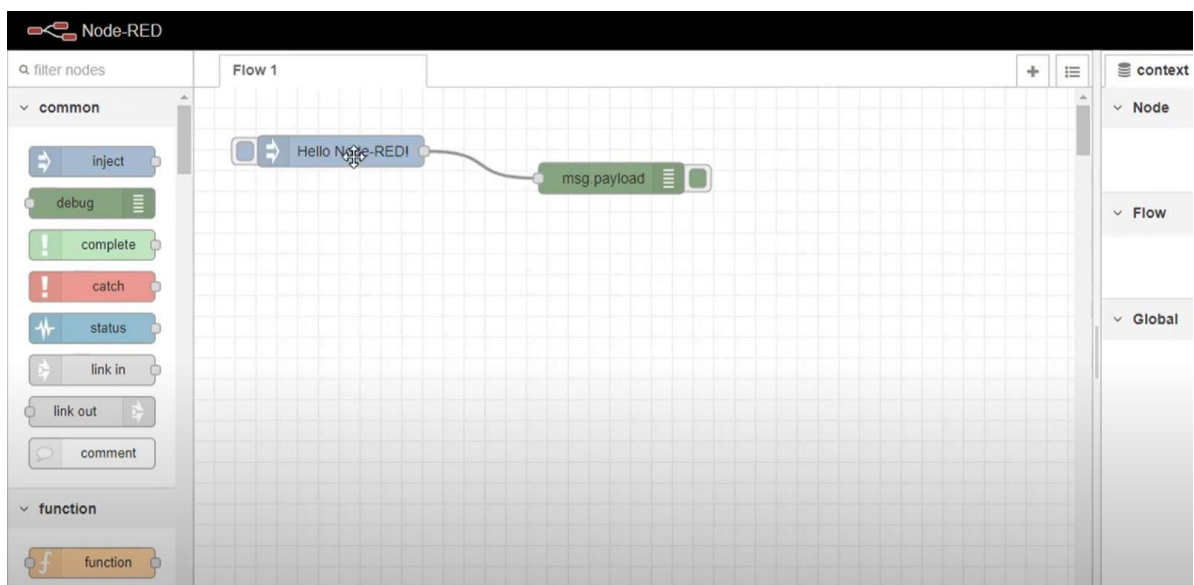 Node-RED
filter nodes
Flow 1
context
common
Node
Hello Node-RED!
inject
msg.payload
debug
Flow
complete
catch
Global
status
link in
link out
comment
function
function